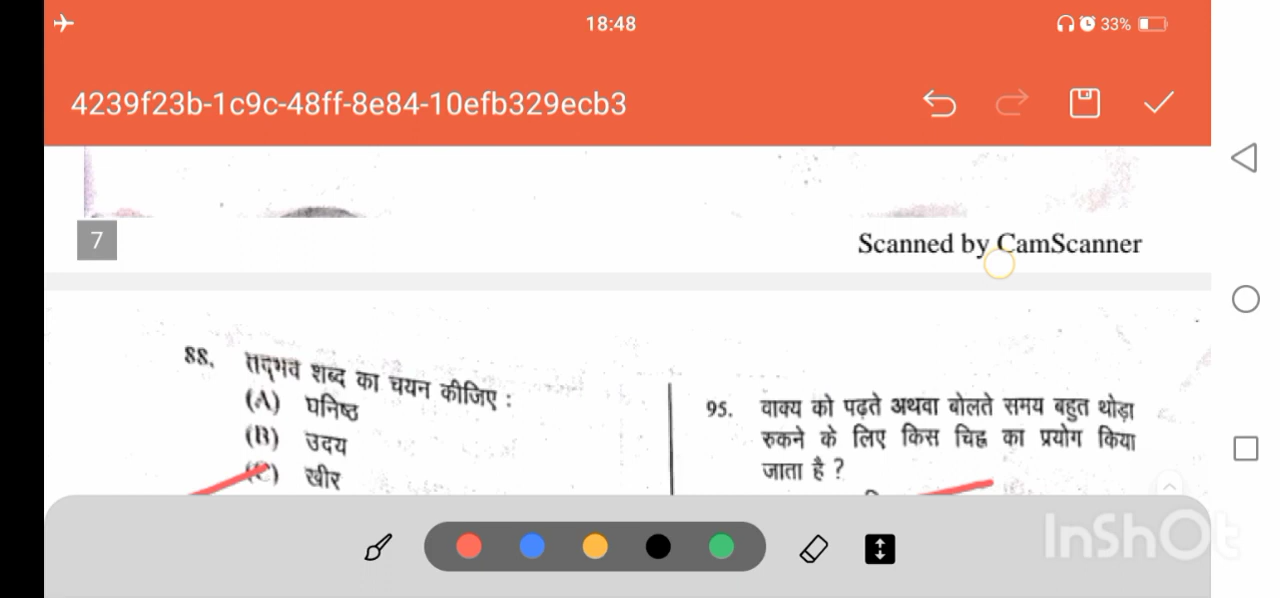 18:48
33%
4239f23b-1c9c-48ff-8e84-10efb329ecb3
7
Scanned by CamScanner
88. तद्भव शब्द का चयन कीजिए :
(A) घनिष्ठ
(B) उदय
(C) खीर
95. वाक्य को पढ़ते अथवा बोलते समय बहुत थोड़ा
रुकने के लिए किस चिह्न का प्रयोग किया
जाता है ?
InShOt